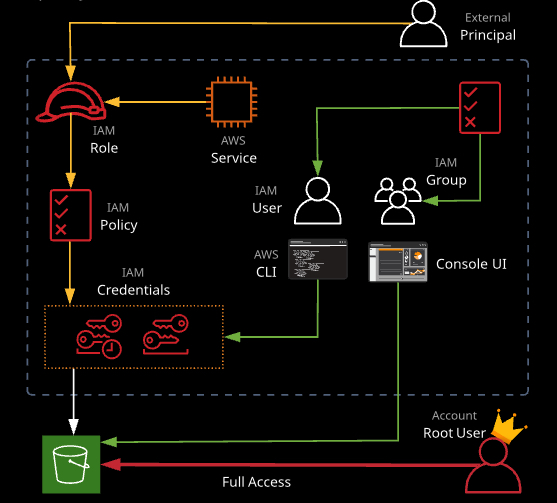 External
Principal
IAM
Role
AWS
Service
IAM
Group
IAM
User
IAM
Policy
AWS
CLI
Console UI
IAM
Credentials
Account
Root User
Full Access